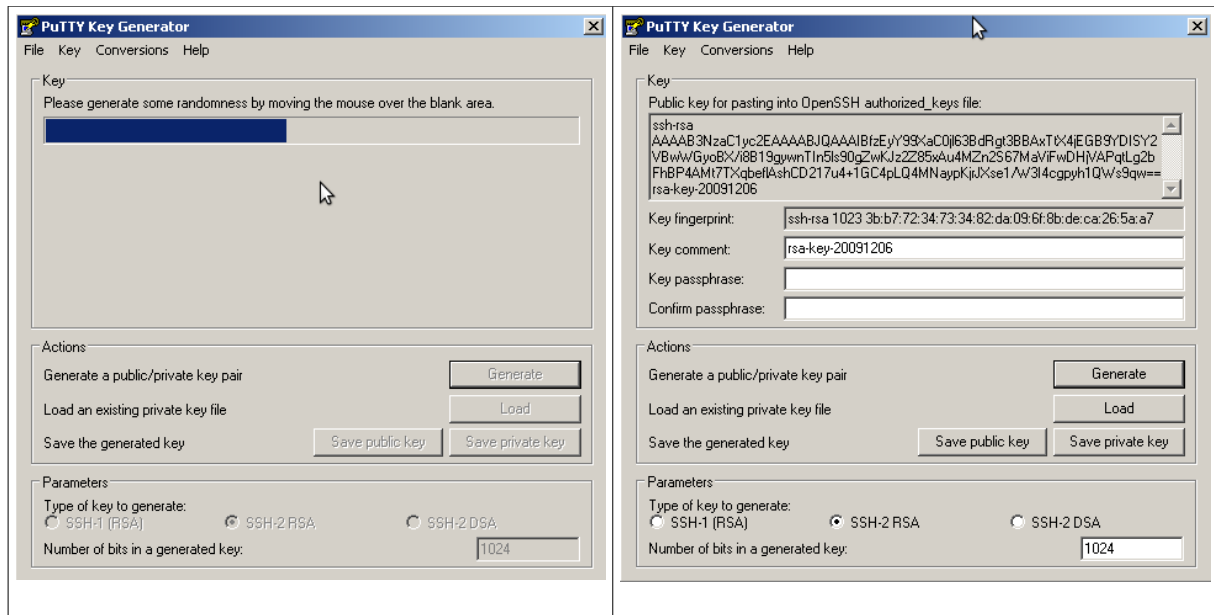 PuTTY Key Generator
File Key Conversions Help
Key
Please generate some randomness by moving the mouse over the blank area.
Actions
Generate a public/private key pair
Generate
Load an existing private key file
Load
Save the generated key
Save public key
Save private key
Parameters
Type of key to generate:
SSH-1 (RSA)
SSH-2 RSA
SSH-2 DSA
Number of bits in a generated key:
1024
PuTTY Key Generator
File Key Conversions Help
Key
Public key for pasting into OpenSSH authorized_keys file:
ssh-rsa
rsa-key-20091206
Key fingerprint:
ssh-rsa 1023 3b:b7:72:34:73:34:82:da:09:6f:8b:de:ca:26:5a:a7
Key comment:
rsa-key-20091206
Key passphrase:
Confirm passphrase:
Actions
Generate a public/private key pair
Generate
Load an existing private key file
Load
Save the generated key
Save public key
Save private key
Parameters
Type of key to generate:
SSH-1 (RSA)
SSH-2 RSA
SSH-2 DSA
Number of bits in a generated key:
1024